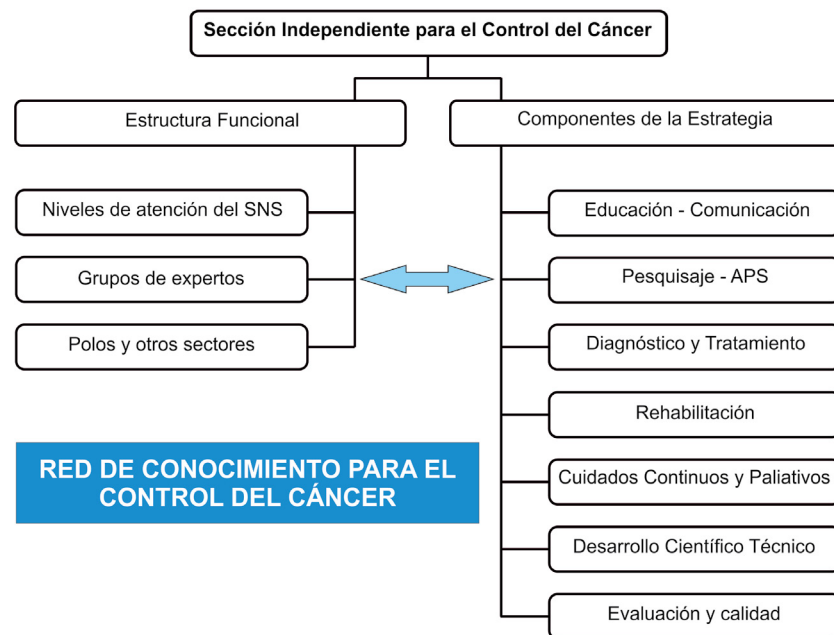 Sección Independiente para el Control del Cáncer
Estructura Funcional
Componentes de la Estrategia
Niveles de atención del SNS
Grupos de expertos
Polos y otros sectores
Educación - Comunicación
Pesquisaje - APS
Diagnóstico y Tratamiento
Rehabilitación
Cuidados Continuos y Paliativos
Desarrollo Científico Técnico
Evaluación y calidad
RED DE CONOCIMIENTO PARA EL
CONTROL DEL CÁNCER